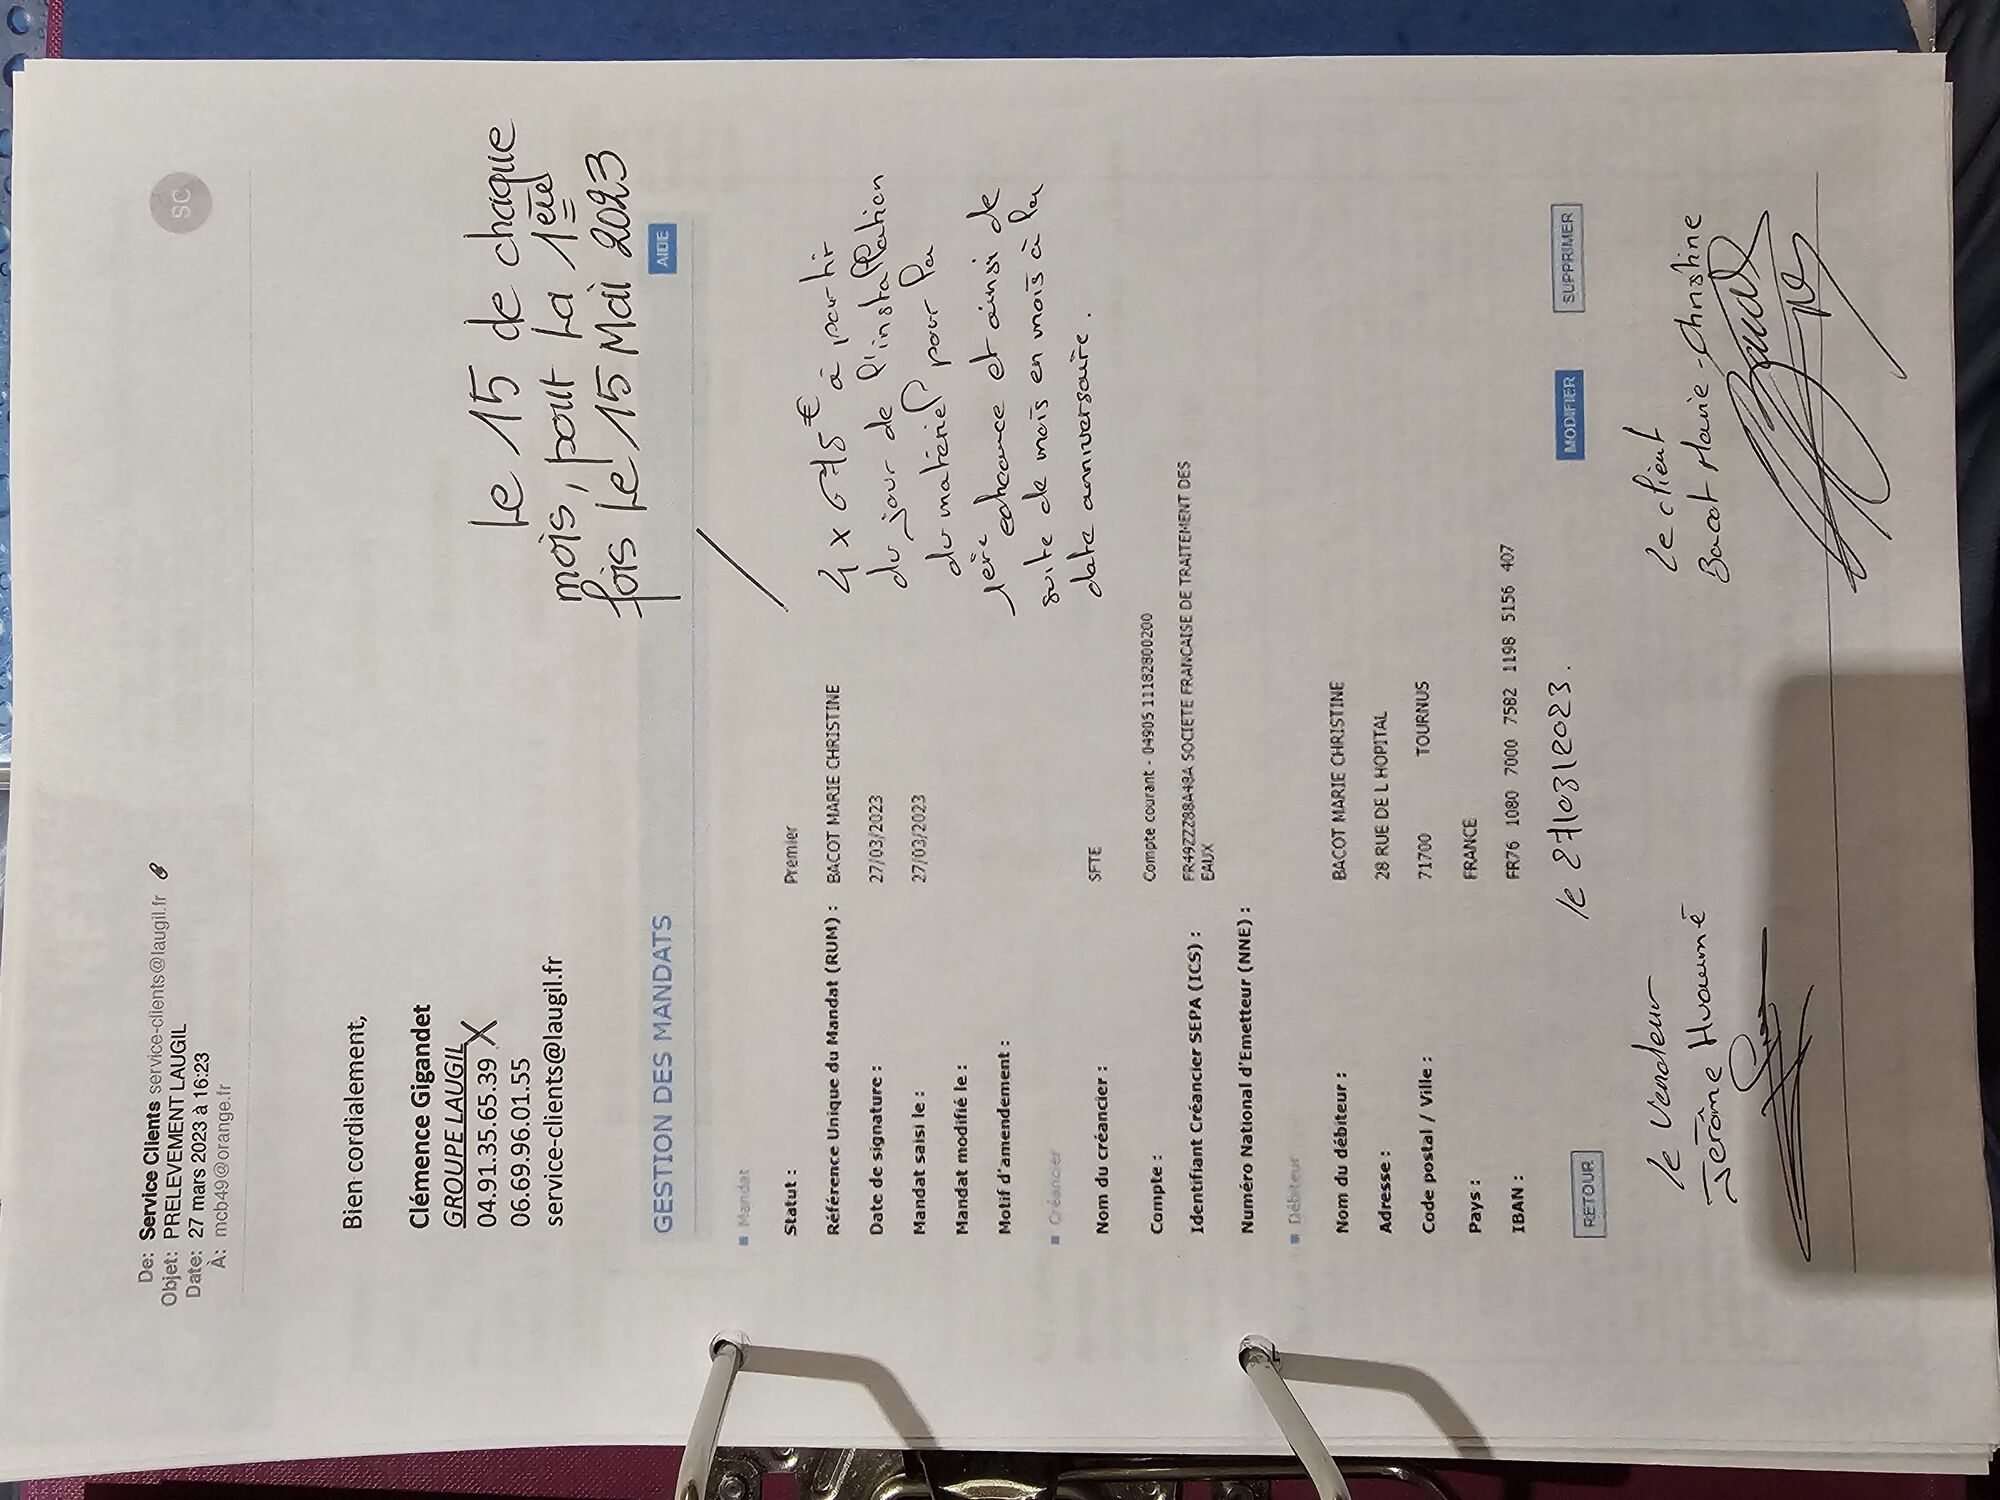 De: Service Clients service-clients@laugil.fr
Objet: PRELEVEMENT LAUGIL
Date: 27 mars 2023 à 16:23
À: mcb49@orange.fr
SC
Bien cordialement,
Clémence Gigandet
GROUPE LAUGIL
04.91.35.65.39 X
06.69.96.01.55
service-clients@laugil.fr
Le 15 de chaque
mois, pour La 1ère
fois Le 15 Mai 2023
GESTION DES MANDATS
AIDE
Mandat
Statut : Premier
Référence Unique du Mandat (RUM) : BACOT MARIE CHRISTINE
Date de signature : 27/03/2023
Mandat saisi le : 27/03/2023
Mandat modifié le :
Motif d'amendement :
4 x 675 € à partir
du jour de l'installation
du matériel pour la
1ère echeance et ainsi de
suite de mois en mois à la
date anniversaire.
Créancier
Nom du créancier : SFTE
Compte : Compte courant - 04905 11182800200
Identifiant Créancier SEPA (ICS) : FR49ZZZ88A49A SOCIETE FRANCAISE DE TRAITEMENT DES
EAUX
Numéro National d'Emetteur (NNE) :
Débiteur
Nom du débiteur : BACOT MARIE CHRISTINE
Adresse : 28 RUE DE L HOPITAL
Code postal / Ville : 71700 TOURNUS
Pays : FRANCE
IBAN : FR76 1080 7000 7582 1198 5156 407
RETOUR
MODIFIER
SUPPRIMER
le 27/03/2023.
le Vendeur
Jérôme
le client
Bacot Marie-Christine